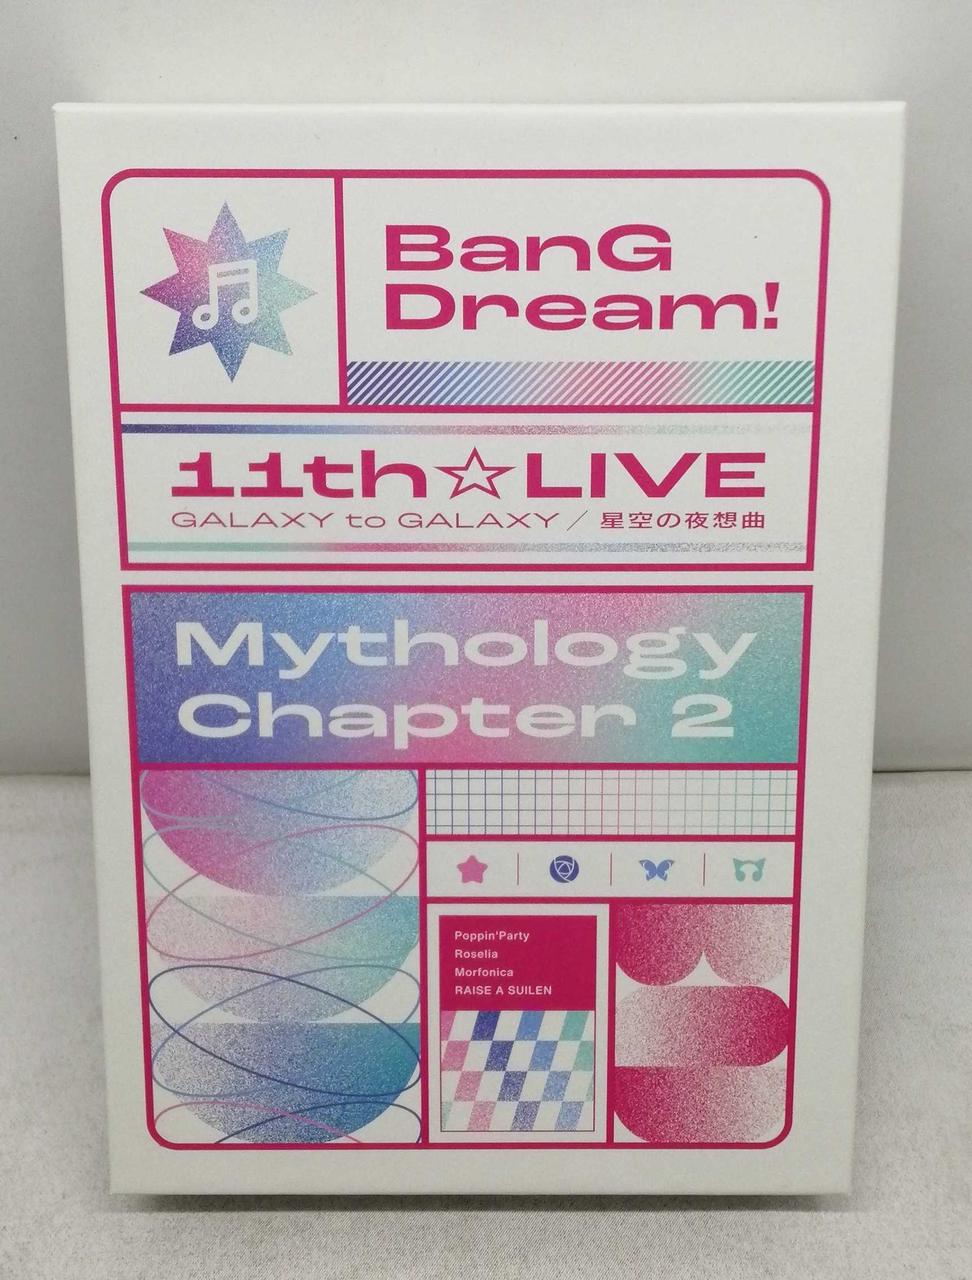 BanG
Dream!
11th☆LIVE
GALAXY to GALAXY / 星空の夜想曲
Mythology
Chapter 2
Poppin'Party
Roselia
Morfonica
RAISE A SUILEN